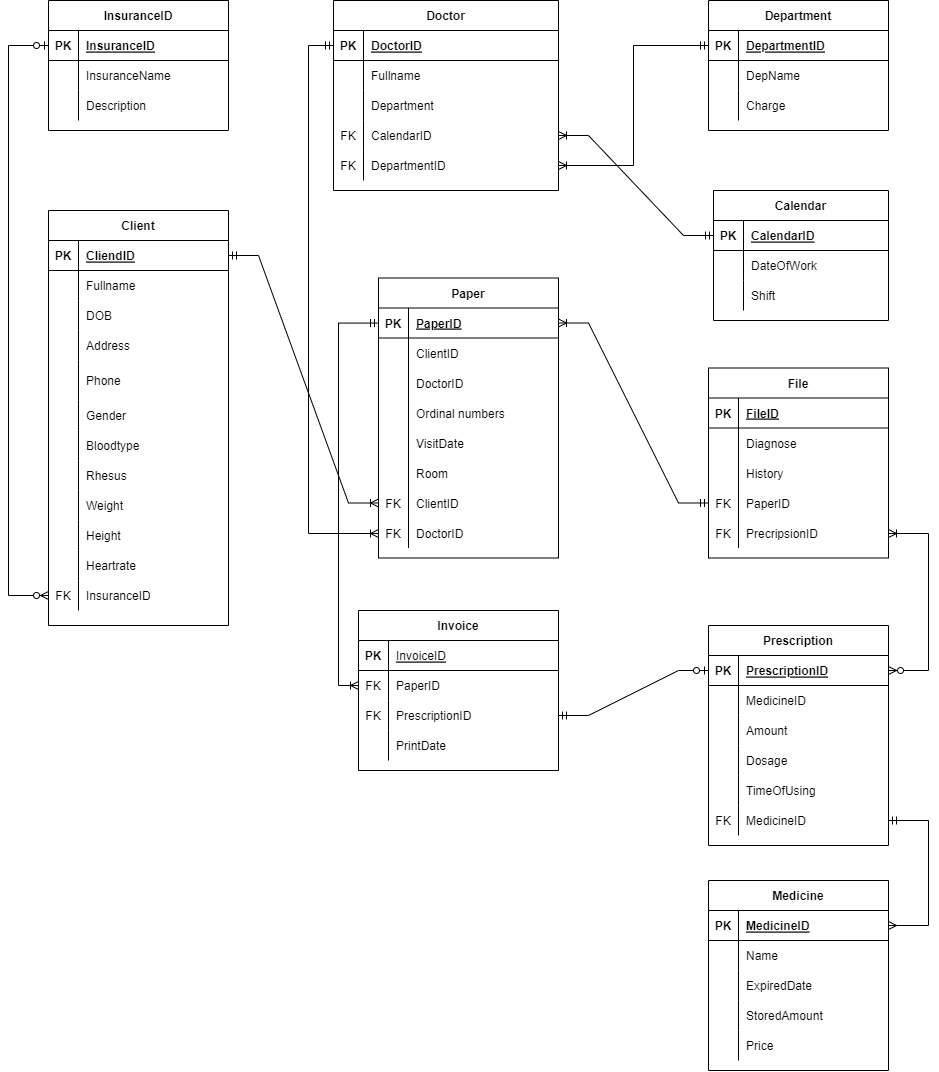 InsuranceID
PK InsuranceID
InsuranceName
Description
Doctor
PK DoctorID
Fullname
Department
FK CalendarID
FK DepartmentID
Department
PK DepartmentID
DepName
Charge
Calendar
PK CalendarID
DateOfWork
Shift
Client
PK ClientID
Fullname
DOB
Address
Phone
Gender
Bloodtype
Rhesus
Weight
Height
Heartrate
FK InsuranceID
Paper
PK PaperID
ClientID
DoctorID
Ordinal numbers
VisitDate
Room
FK ClientID
FK DoctorID
File
PK FileID
Diagnose
History
FK PaperID
FK PrecripsionID
Invoice
PK InvoiceID
FK PaperID
FK PrescriptionID
PrintDate
Prescription
PK PrescriptionID
MedicineID
Amount
Dosage
TimeOfUsing
FK MedicineID
Medicine
PK MedicineID
Name
ExpiredDate
StoredAmount
Price